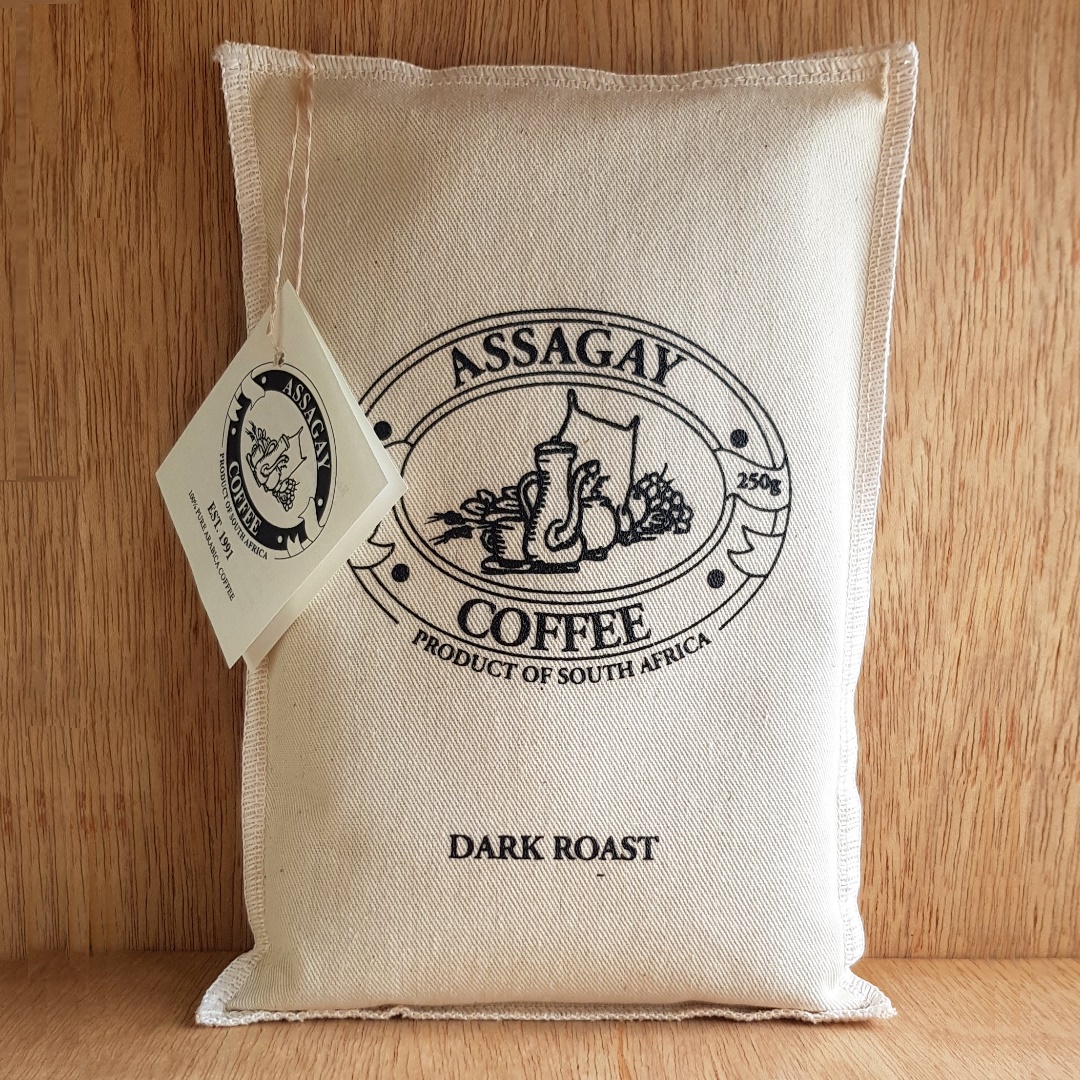 ASSAGAY
250g
COFFEE
PRODUCT OF SOUTH AFRICA
DARK ROAST
ASSAGAY
COFFEE
PRODUCT OF SOUTH AFRICA
EST. 1991
100% PURE ARABICA COFFEE